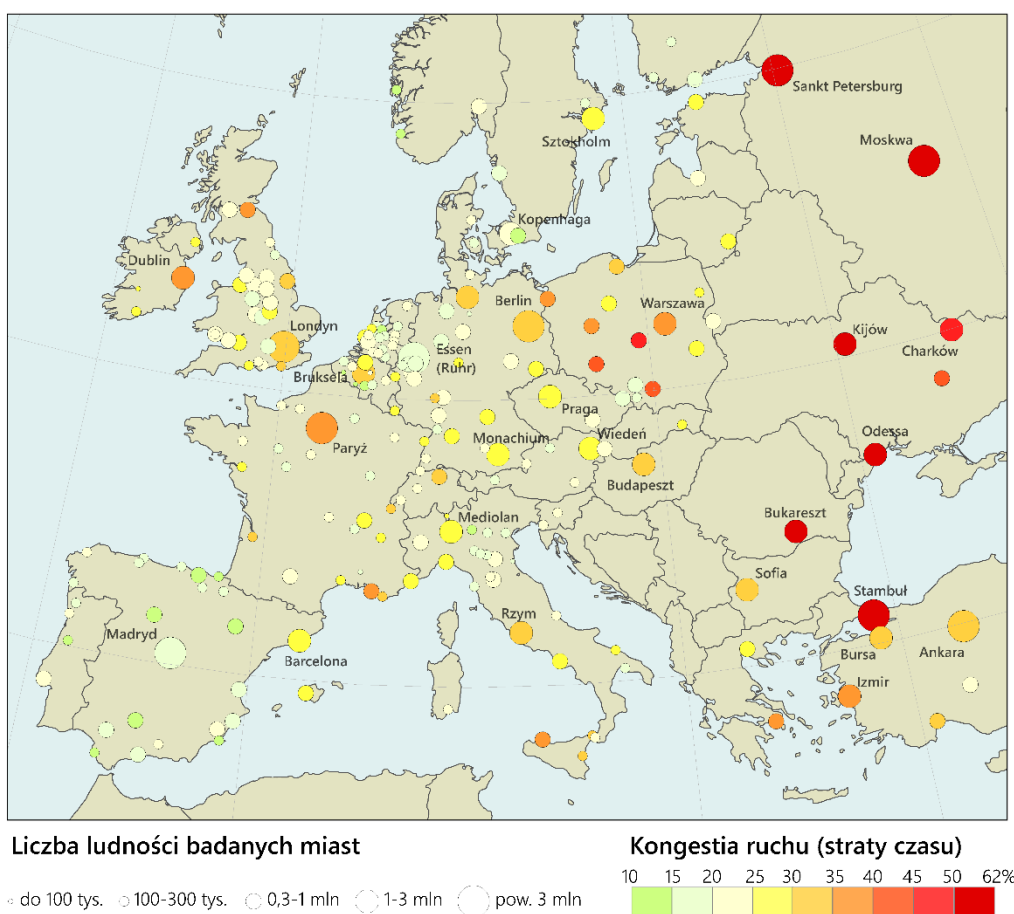 Sankt Petersburg
Moskwa
Sztokholm
Kopenhaga
Dublin
Berlin
Warszawa
Londyn
Kijów
Charków
Essen
(Ruhr)
Bruksela
Praga
Paryż
Monachium
Wiedeń
Odessa
Budapeszt
Bukareszt
Mediolan
Sofia
Stambuł
Rzym
Madryd
Barcelona
Bursa
Ankara
Izmir
Liczba ludności badanych miast
Kongestia ruchu (straty czasu)
10 15 20 25 30 35 40 45 50 62%
do 100 tys. 100-300 tys. 0,3-1 mln 1-3 mln pow. 3 mln